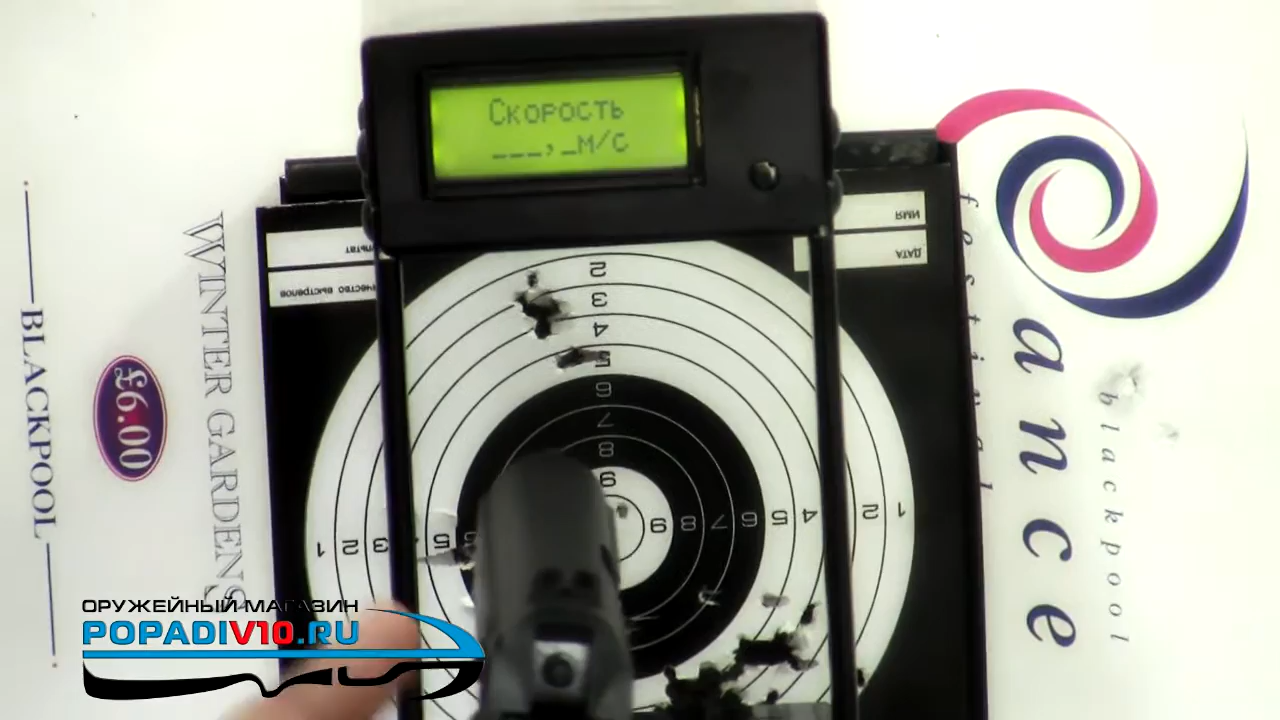 Скорость
___,_м/с
ИМЯ
ДАТА
2
3
4
5
6
7
8
9
1
2
3
5
9
8
7
6
5
4
2
1
BLACKPOOL
£6.00
WINTER GARDENS
ance
festival
blackpool
ОРУЖЕЙНЫЙ МАГАЗИН
POPADIV10.RU